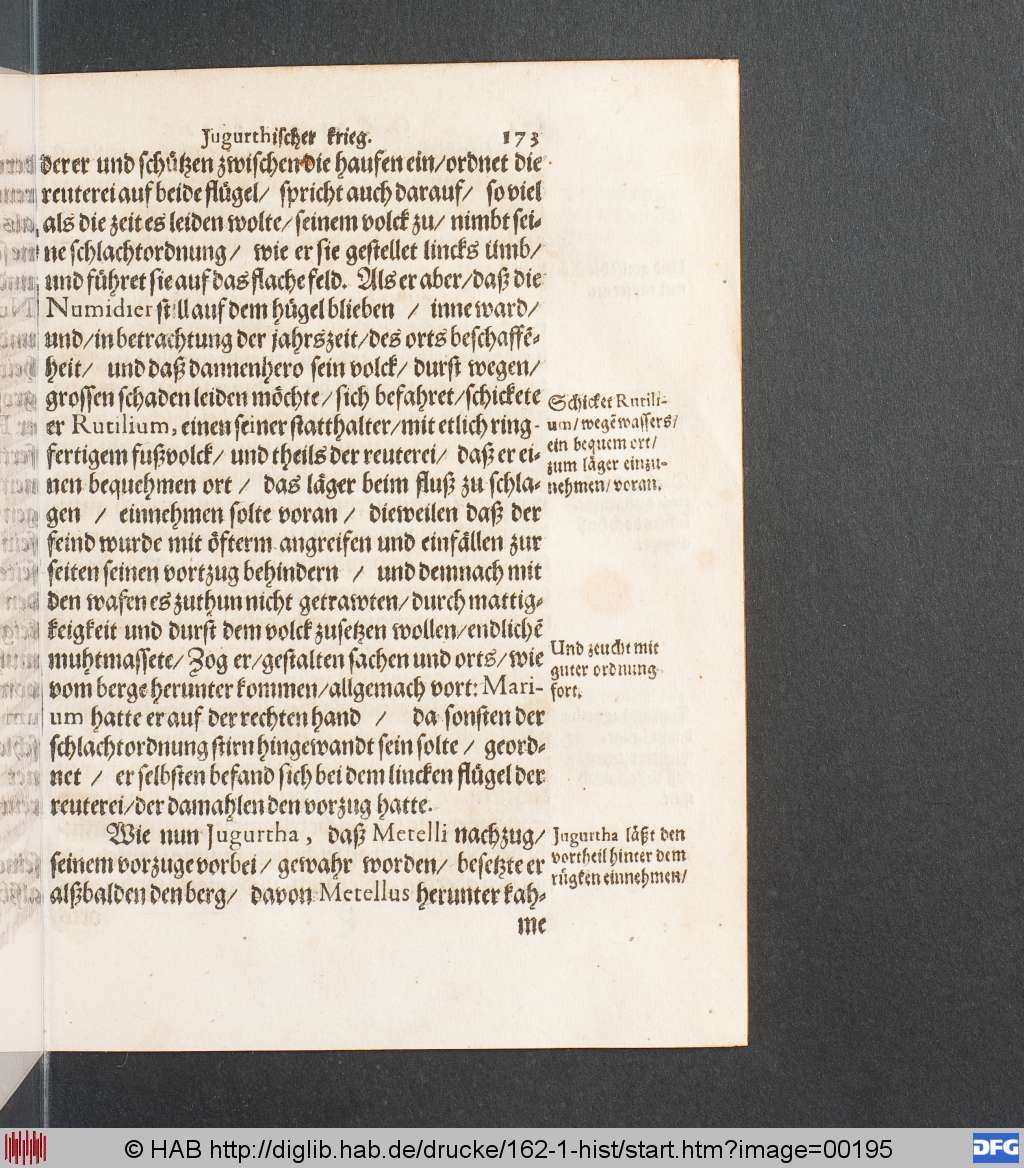 Jugurthischer krieg. 173
derer und schützen zwischen die haufen ein/ordnet die
reuterei auf beide flügel/ spricht auch darauf/ so viel
als die zeit es leiden wolte/seinem volck zu/ nimbt sei-
ne schlachtordnung/ wie er sie gestellet lincks ümb/
und führet sie auf das flache feld. Als er aber/daß die
Numidier still auf dem hügel blieben / inne ward/
und/in betrachtung der jahrszeit/des orts beschaffẽ-
heit/ und daß dannenhero sein volck/ durst wegen/
grossen schaden leiden möchte/sich befahret/schickete
er Rutilium, einen seiner statthalter/mit etlich ring-
fertigem fußvolck/ und theils der reuterei/ daß er ei-
nen bequehmen ort / das läger beim fluß zu schla-
gen / einnehmen solte voran / dieweilen daß der
feind wurde mit öfterm angreifen und einfällen zur
seiten seinen vortzug behindern / und demnach mit
den wafen es zuthun nicht getrawten/durch mattig-
keigkeit und durst dem volck zusetzen wollen/endlichẽ
muhtmassete/Zog er/gestalten sachen und orts/wie
vom berge herunter kommen/allgemach vort: Mari-
um hatte er auf der rechten hand / da sonsten der
schlachtordnung stirn hingewandt sein solte / geord-
net / er selbsten befand sich bei dem lincken flügel der
reuterei/der damahlen den vorzug hatte.
Wie nun Jugurtha, daß Metelli nachzug/
seinem vorzuge vorbei/ gewahr worden/ besetzte er
alßbalden den berg/ davon Metellus herunter kah-
me
Schicket Rutili-
um/wegẽ wassers/
ein bequem ort/
zum läger einzu-
nehmen/voran.
Und zeucht mit
guter ordnung
fort.
Jugurtha läßt den
vortheil hinter dem
rügken einnehmen/
© HAB http://diglib.hab.de/drucke/162-1-hist/start.htm?image=00195
DFG